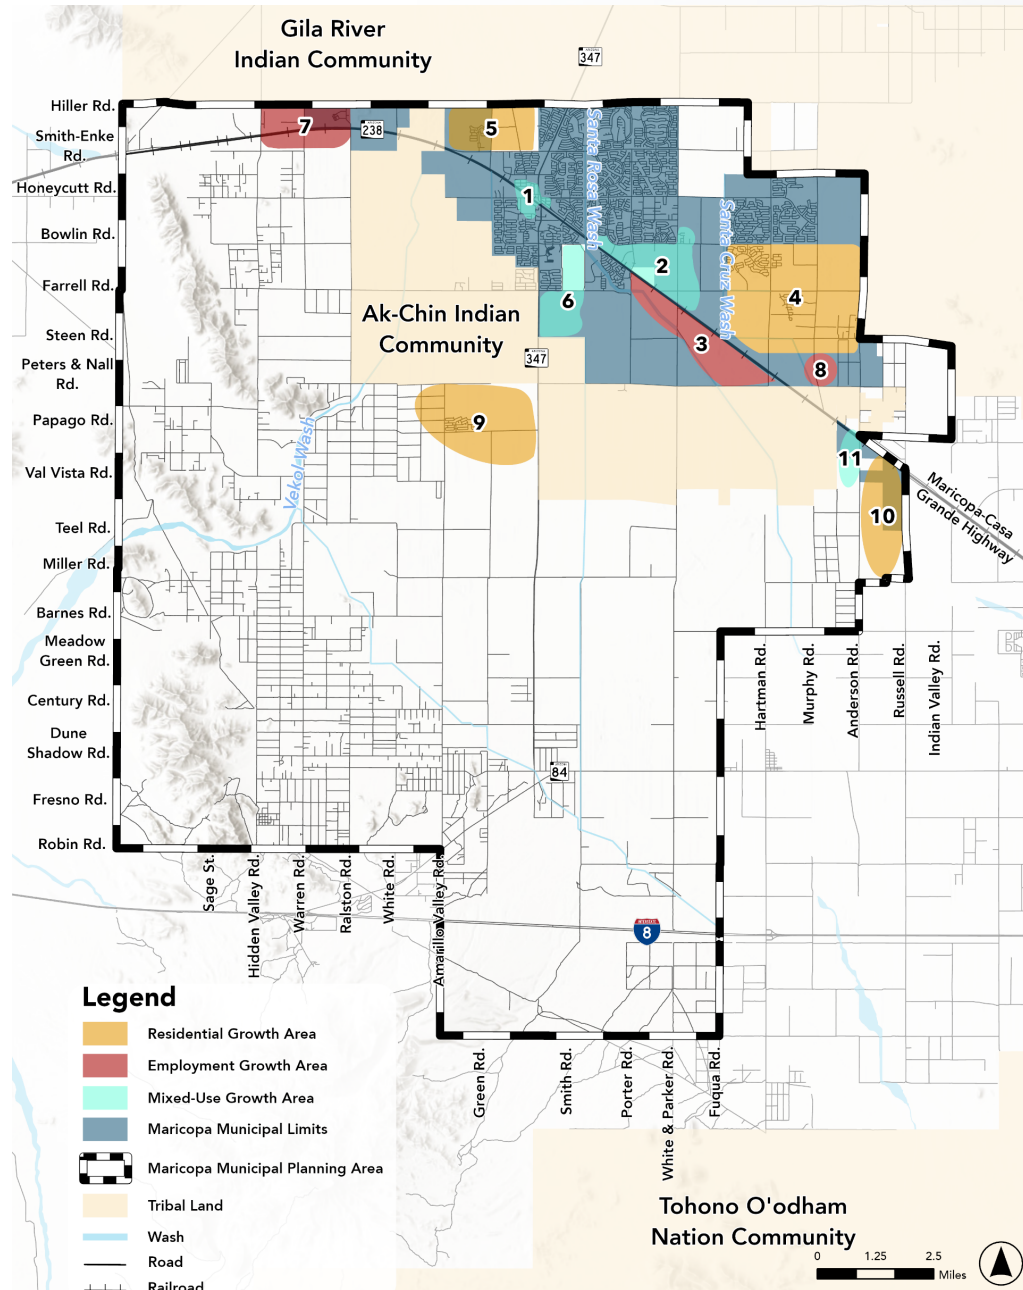 Gila River
Indian Community
347
Hiller Rd.
Smith-Enke
Rd.
Honeycutt Rd.
Bowlin Rd.
Farrell Rd.
Steen Rd.
Peters & Nall
Rd.
Papago Rd.
Val Vista Rd.
Teel Rd.
Miller Rd.
Barnes Rd.
Meadow
Green Rd.
Century Rd.
Dune
Shadow Rd.
Fresno Rd.
Robin Rd.
7
238
5
1
Santa Rosa Wash
Santa Cruz Wash
2
4
6
3
8
Ak-Chin Indian
Community
347
9
Vekol Wash
11
10
Maricopa-Casa
Grande Highway
Hartman Rd.
Murphy Rd.
Anderson Rd.
Russell Rd.
Indian Valley Rd.
84
Sage St.
Hidden Valley Rd.
Warren Rd.
Ralston Rd.
White Rd.
Amarillo Valley Rd.
8
Green Rd.
Smith Rd.
Porter Rd.
White & Parker Rd.
Fuqua Rd.
Legend
Residential Growth Area
Employment Growth Area
Mixed-Use Growth Area
Maricopa Municipal Limits
Maricopa Municipal Planning Area
Tribal Land
Wash
Road
Railroad
Tohono O'odham
Nation Community
0 1.25 2.5
Miles